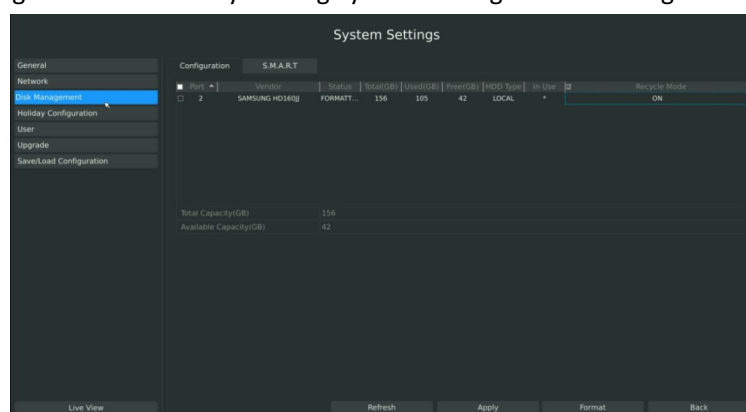 System Settings
General
Network
Disk Management
Holiday Configuration
User
Upgrade
Save/Load Configuration
Configuration S.M.A.R.T
Port Vendor Status Total(GB) Used(GB) Free(GB) HDD Type In Use Recycle Mode
2 SAMSUNG HD160JJ FORMATT... 156 105 42 LOCAL * ON
Total Capacity(GB) 156
Available Capacity(GB) 42
Live View Refresh Apply Format Back